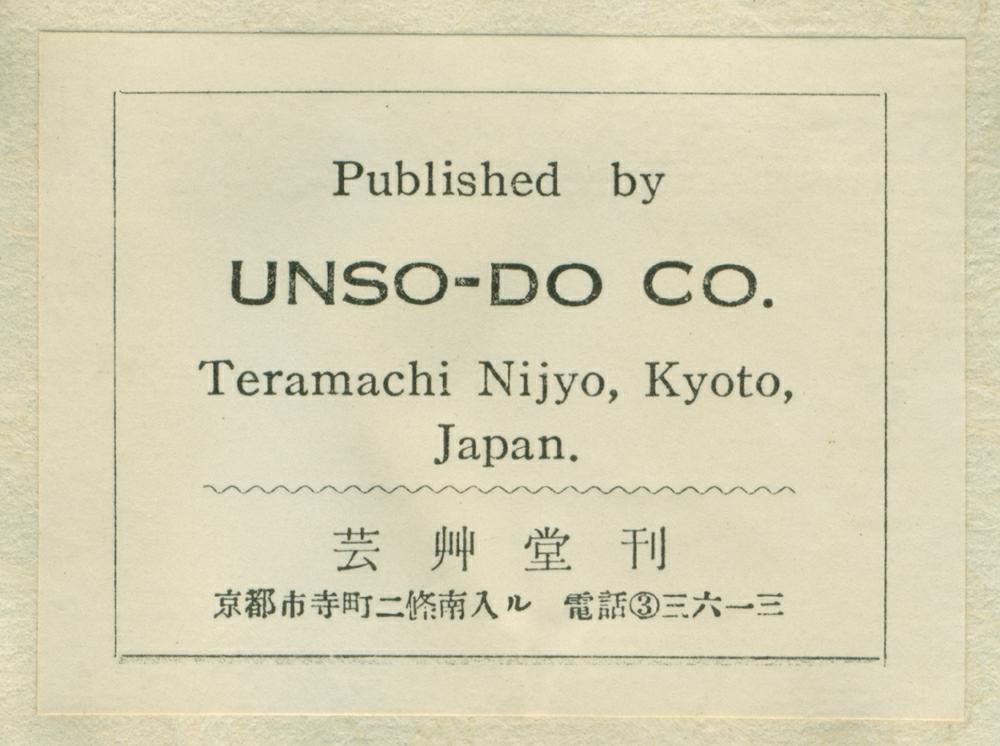 Published by
UNSO-DO CO.
Teramachi Nijyo, Kyoto,
Japan.
芸艸堂刊
京都市寺町二條南入ル 電話③三六一三